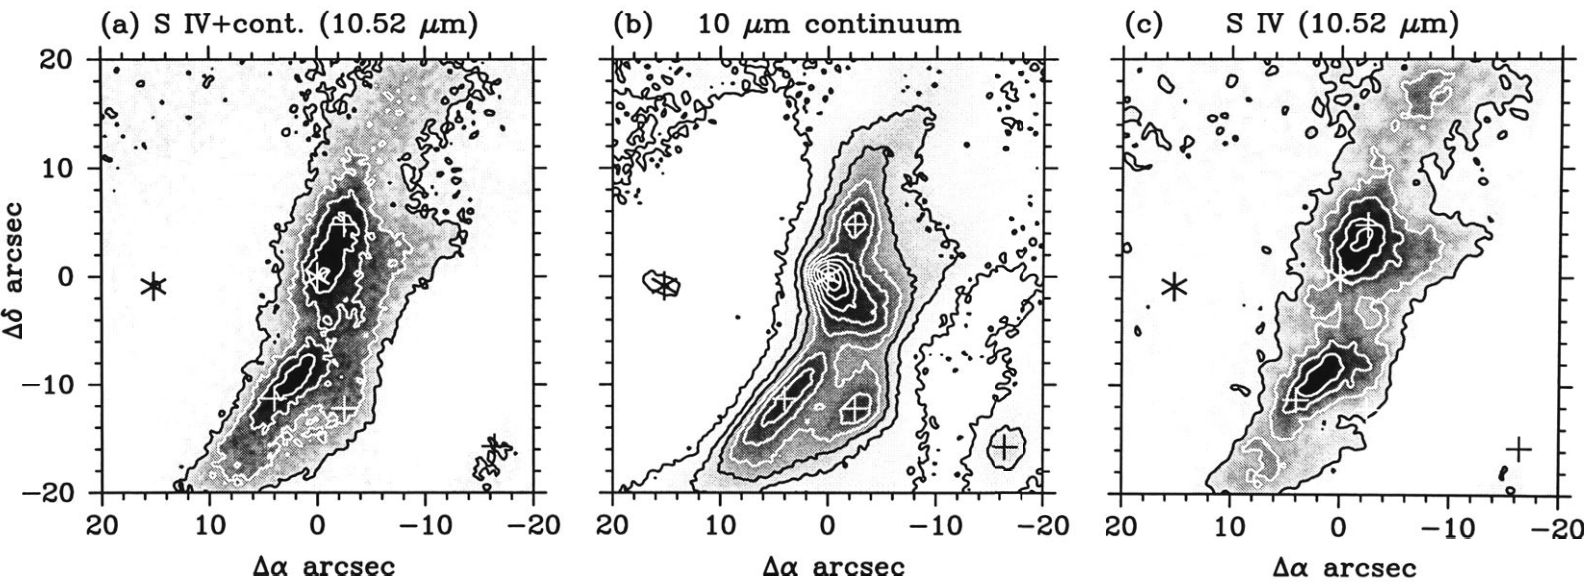 (a) S IV+cont. (10.52 μm)
(b) 10 μm continuum
(c) S IV (10.52 μm)
Δδ arcsec
20
10
0
−10
−20
20 10 0 −10 −20
20 10 0 −10 −20
20 10 0 −10 −20
Δα arcsec
Δα arcsec
Δα arcsec